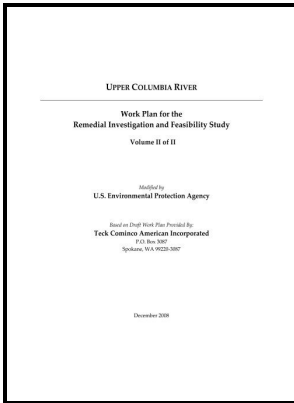 UPPER COLUMBIA RIVER
Work Plan for the
Remedial Investigation and Feasibility Study
Volume II of II
Modified by
U.S. Environmental Protection Agency
Based on Draft Work Plan Provided By:
Teck Cominco American Incorporated
P.O. Box 3087
Spokane, WA 99220-3087
December 2008